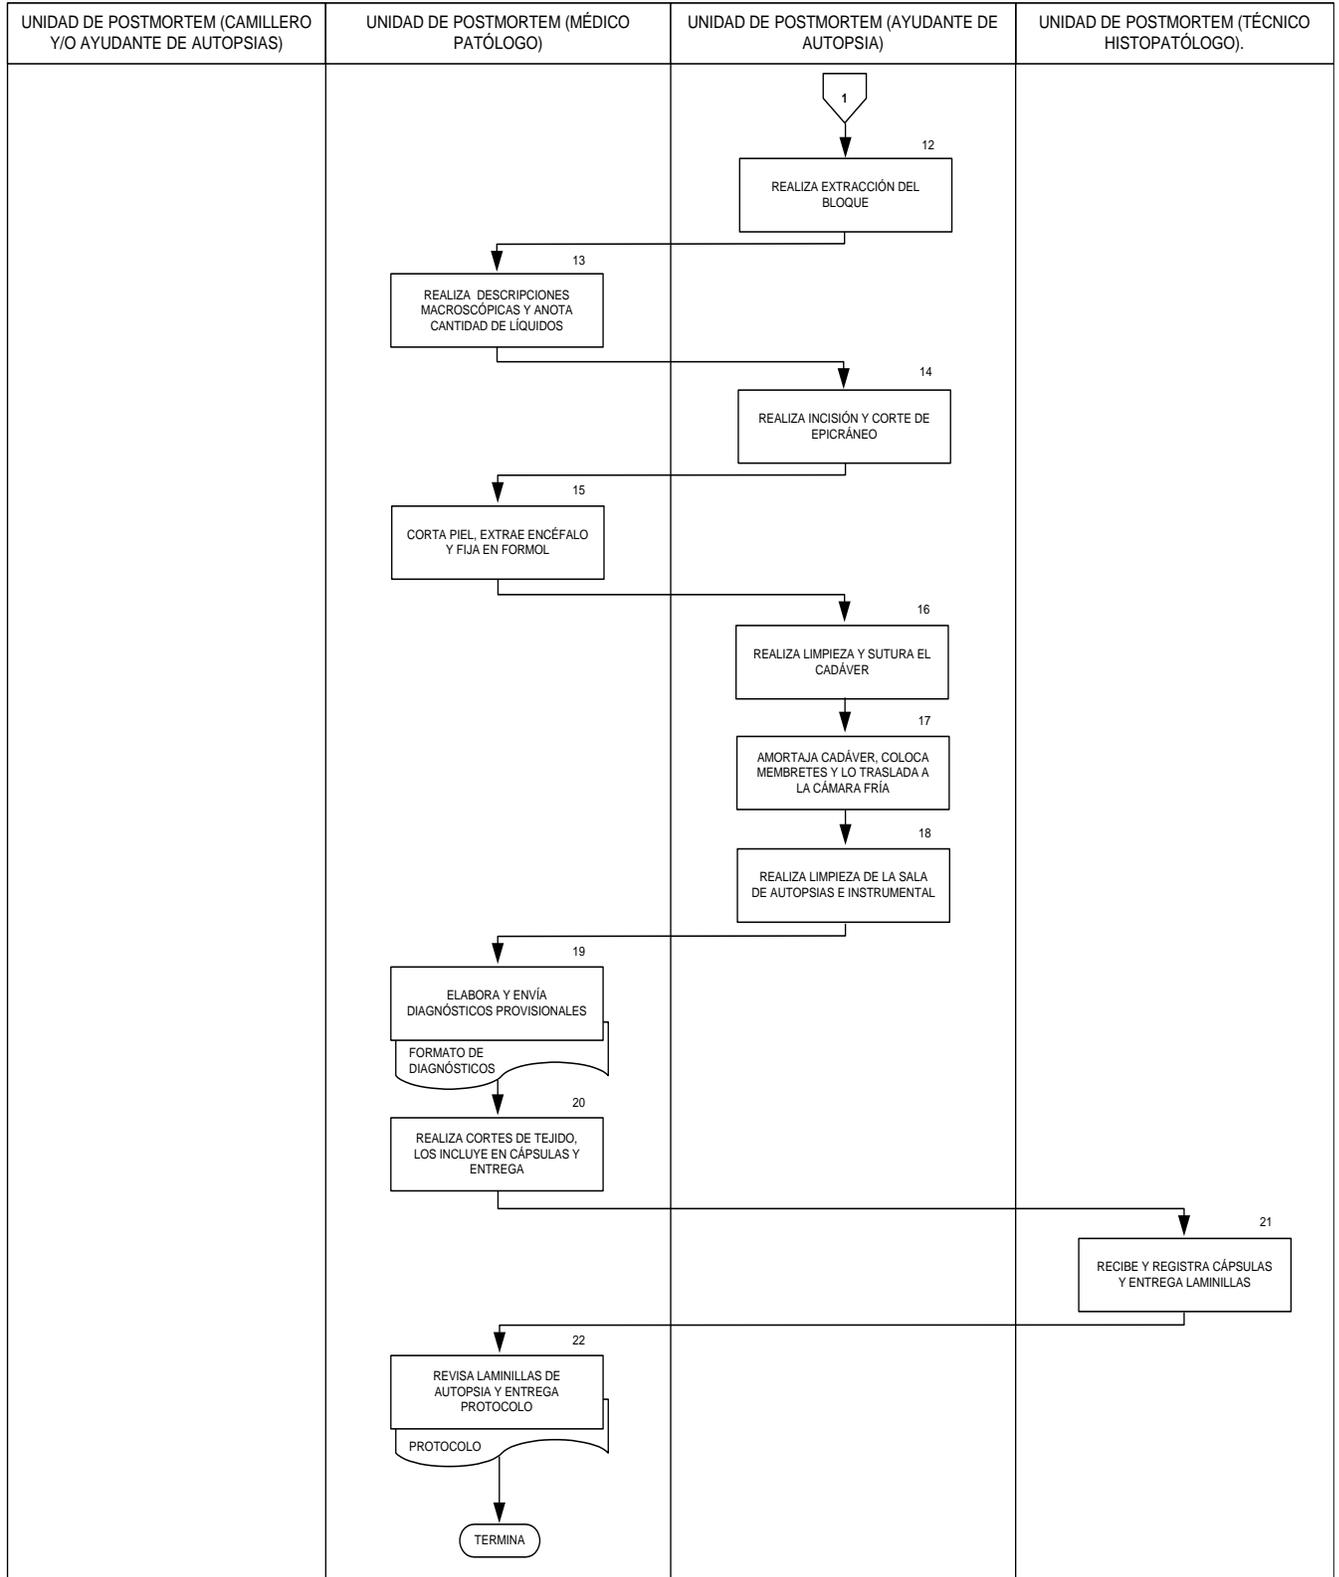 UNIDAD DE POSTMORTEM (CAMILLERO
Y/O AYUDANTE DE AUTOPSIAS)
UNIDAD DE POSTMORTEM (MÉDICO
PATÓLOGO)
UNIDAD DE POSTMORTEM (AYUDANTE DE
AUTOPSIA)
UNIDAD DE POSTMORTEM (TÉCNICO
HISTOPATÓLOGO).
1
12
REALIZA EXTRACCIÓN DEL
BLOQUE
13
REALIZA DESCRIPCIONES
MACROSCÓPICAS Y ANOTA
CANTIDAD DE LÍQUIDOS
14
REALIZA INCISIÓN Y CORTE DE
EPICRÁNEO
15
CORTA PIEL, EXTRAE ENCÉFALO
Y FIJA EN FORMOL
16
REALIZA LIMPIEZA Y SUTURA EL
CADÁVER
17
AMORTAJA CADÁVER, COLOCA
MEMBRETES Y LO TRASLADA A
LA CÁMARA FRÍA
18
REALIZA LIMPIEZA DE LA SALA
DE AUTOPSIAS E INSTRUMENTAL
19
ELABORA Y ENVÍA
DIAGNÓSTICOS PROVISIONALES
FORMATO DE
DIAGNÓSTICOS
20
REALIZA CORTES DE TEJIDO,
LOS INCLUYE EN CÁPSULAS Y
ENTREGA
21
RECIBE Y REGISTRA CÁPSULAS
Y ENTREGA LAMINILLAS
22
REVISA LAMINILLAS DE
AUTOPSIA Y ENTREGA
PROTOCOLO
PROTOCOLO
TERMINA